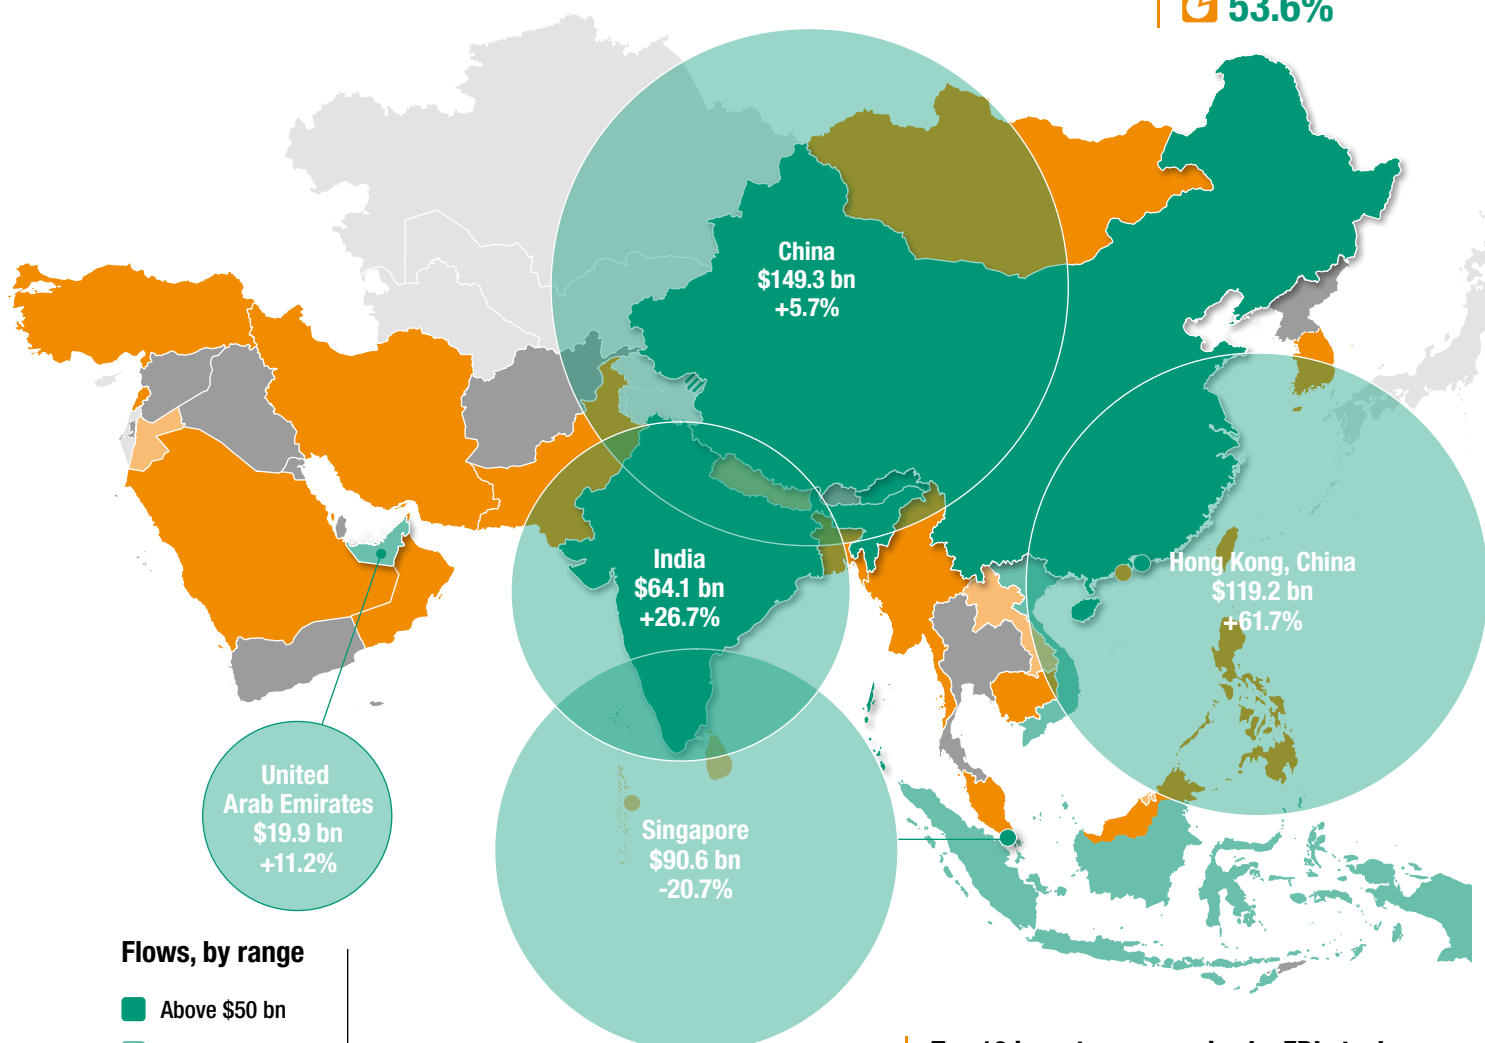 53.6%
China
$149.3 bn
+5.7%
India
$64.1 bn
+26.7%
Hong Kong, China
$119.2 bn
+61.7%
United
Arab Emirates
$19.9 bn
+11.2%
Singapore
$90.6 bn
-20.7%
Flows, by range
Above $50 bn